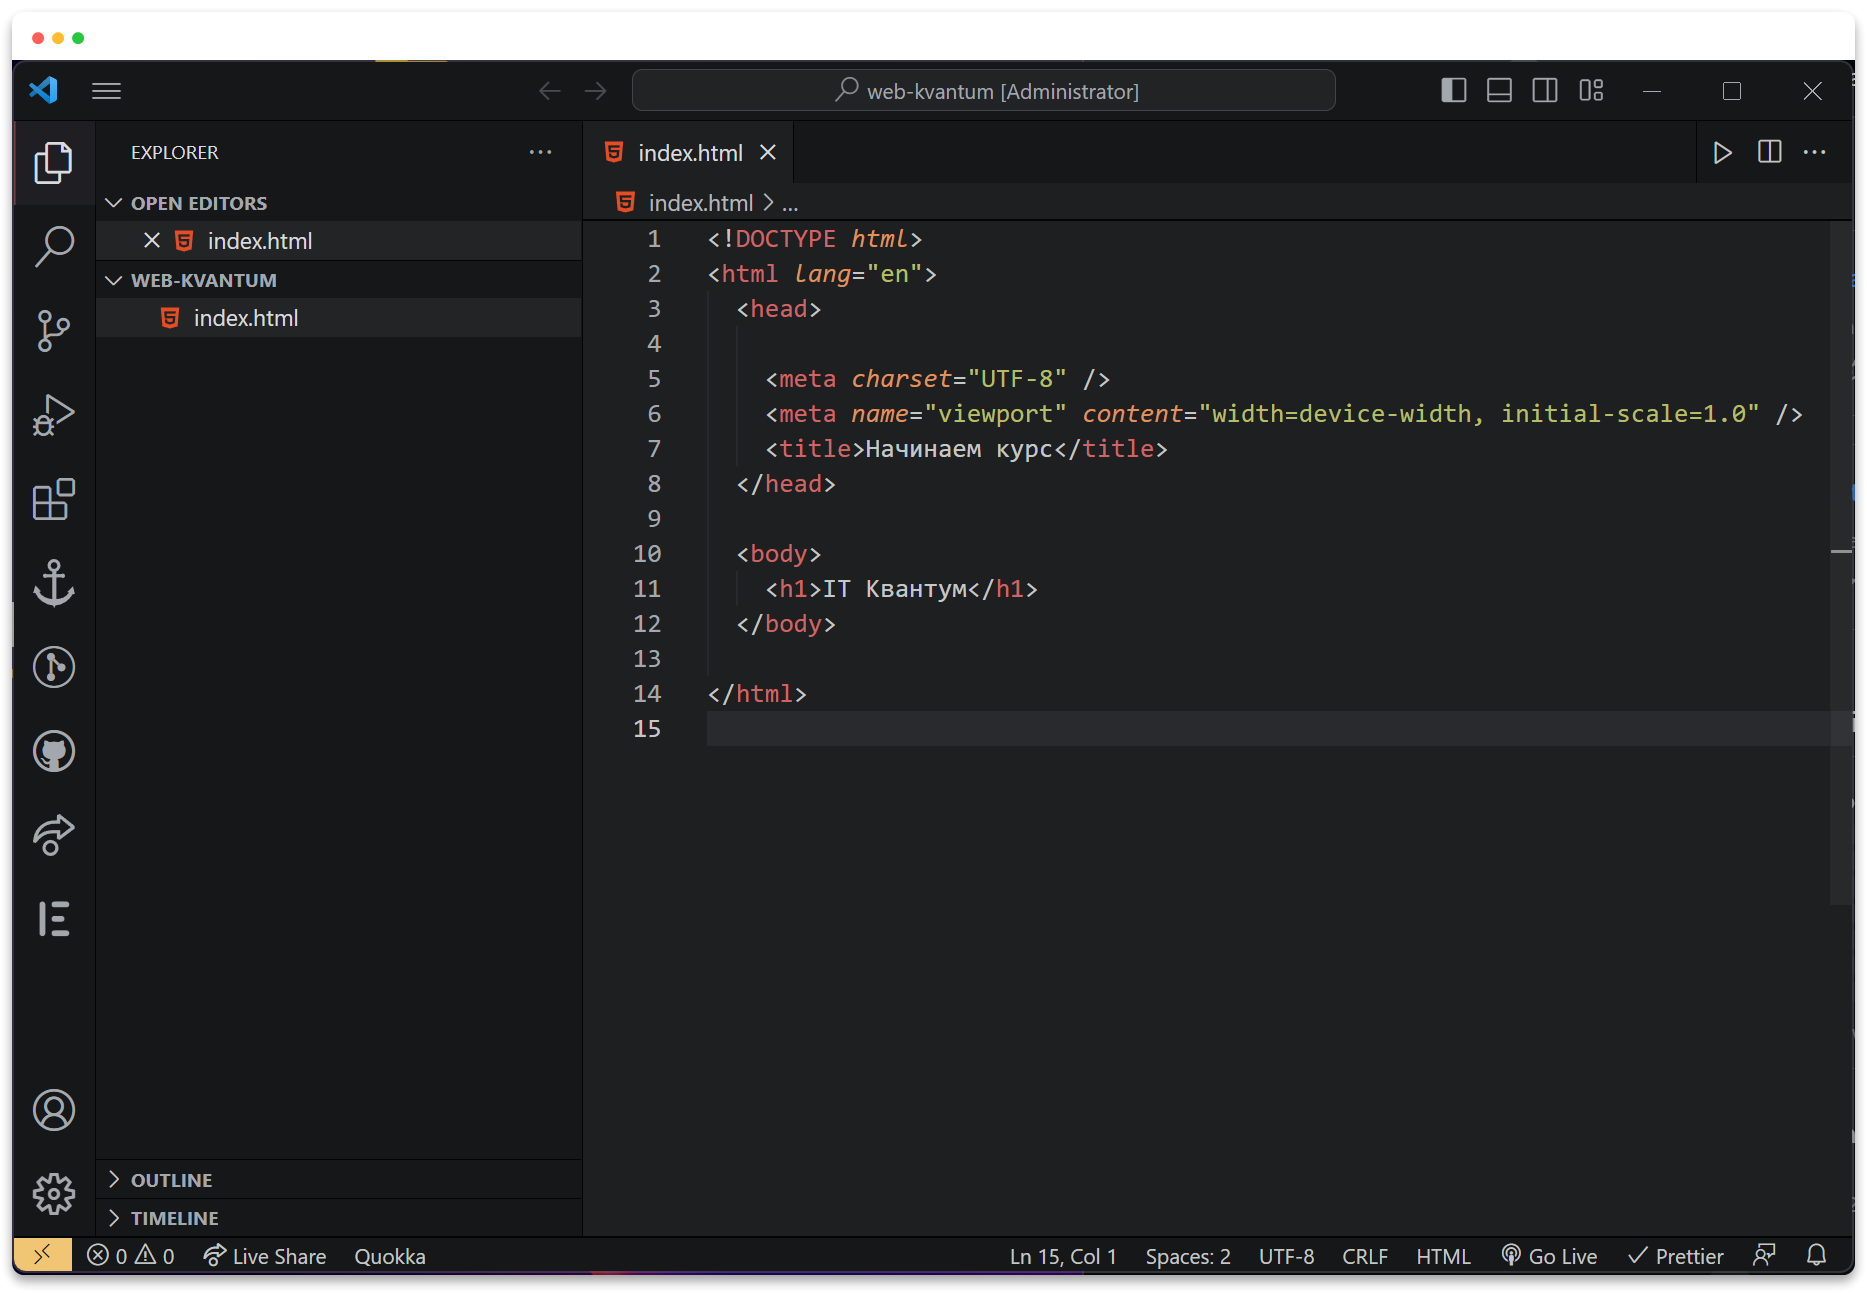 web-kvantum [Administrator]
EXPLORER
OPEN EDITORS
index.html
WEB-KVANTUM
index.html
OUTLINE
TIMELINE
index.html
index.html > ...
1 <!DOCTYPE html>
2 <html lang="en">
3 <head>
4
5 <meta charset="UTF-8" />
6 <meta name="viewport" content="width=device-width, initial-scale=1.0" />
7 <title>Начинаем курс</title>
8 </head>
9
10 <body>
11 <h1>IT Квантум</h1>
12 </body>
13
14 </html>
15
0 0 Live Share Quokka Ln 15, Col 1 Spaces: 2 UTF-8 CRLF HTML Go Live Prettier